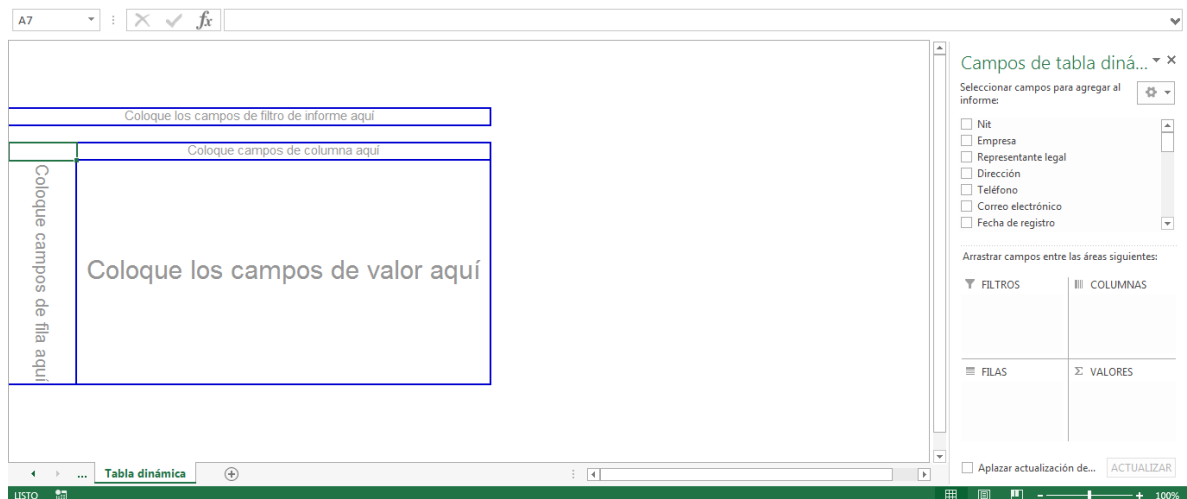 A7
fx
Campos de tabla diná...
Seleccionar campos para agregar al
informe:
Nit
Empresa
Representante legal
Dirección
Teléfono
Correo electrónico
Fecha de registro
Coloque los campos de filtro de informe aquí
Coloque campos de columna aquí
Coloque campos de fila aquí
Coloque los campos de valor aquí
Arrastrar campos entre las áreas siguientes:
FILTROS
COLUMNAS
FILAS
Σ VALORES
Aplazar actualización de...
ACTUALIZAR
... Tabla dinámica
LISTO
100%